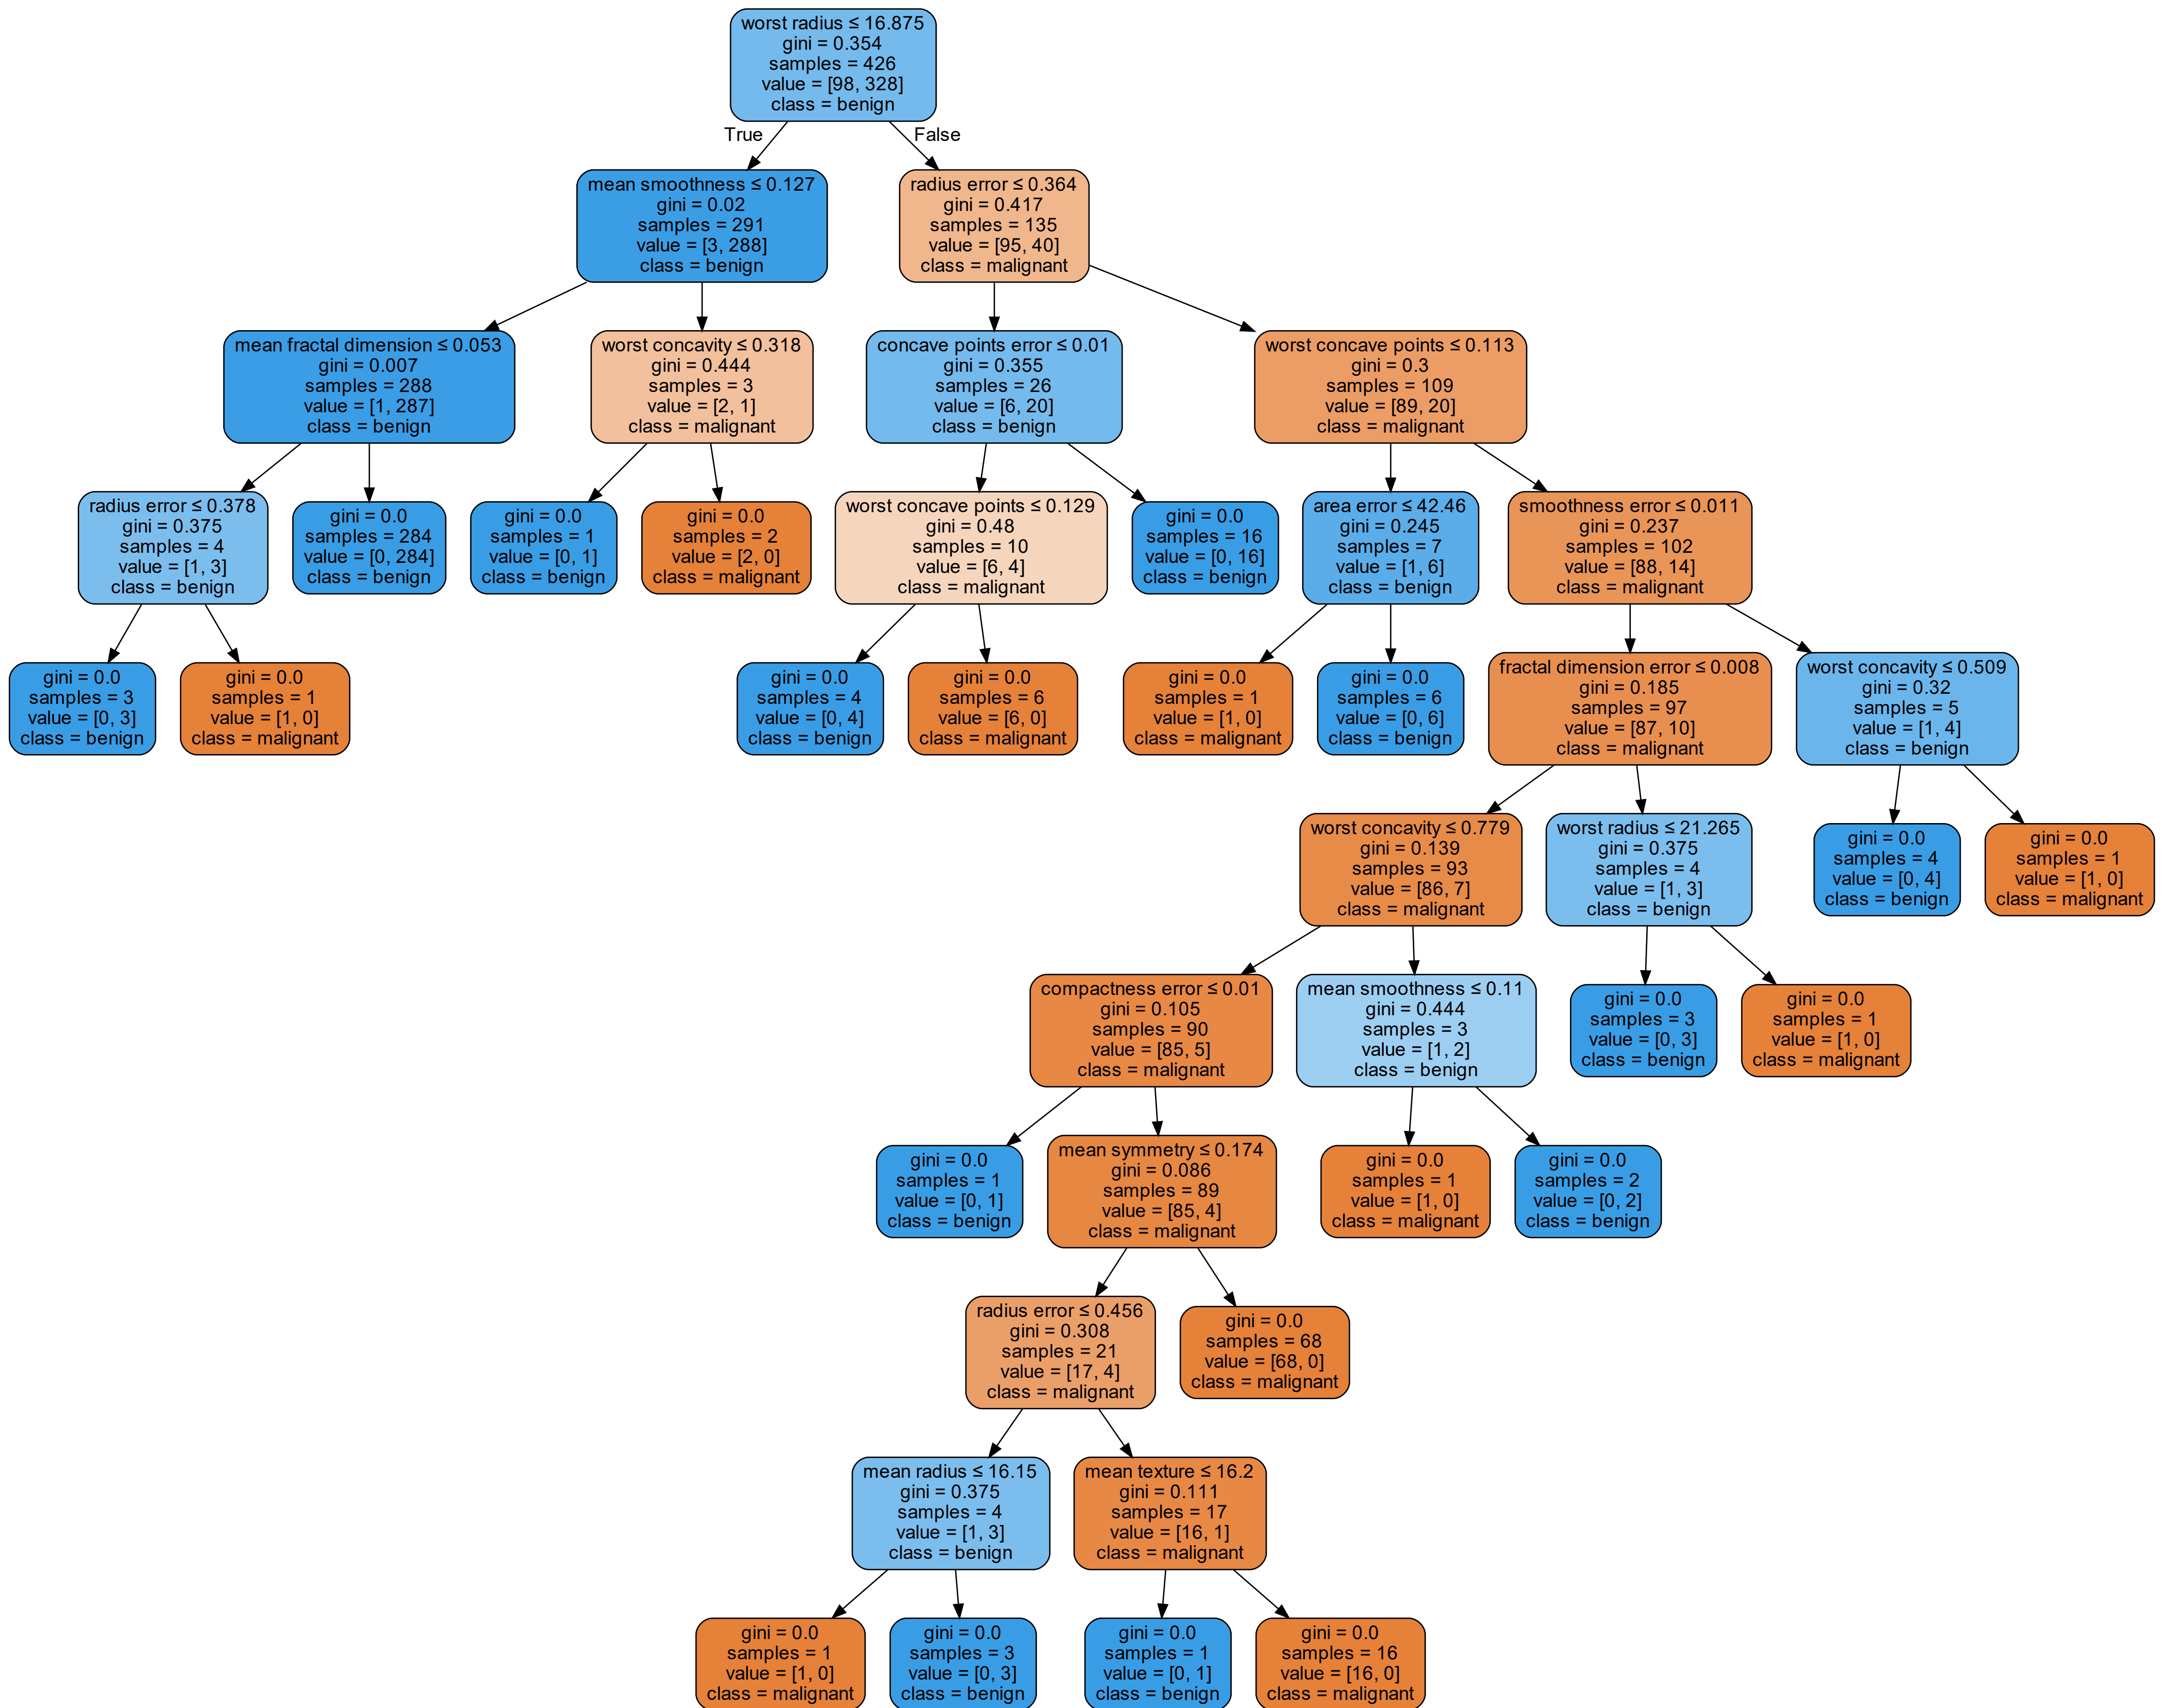 worst radius ≤ 16.875
gini = 0.354
samples = 426
value = [98, 328]
class = benign
True
False
mean smoothness ≤ 0.127
gini = 0.02
samples = 291
value = [3, 288]
class = benign
radius error ≤ 0.364
gini = 0.417
samples = 135
value = [95, 40]
class = malignant
mean fractal dimension ≤ 0.053
gini = 0.007
samples = 288
value = [1, 287]
class = benign
worst concavity ≤ 0.318
gini = 0.444
samples = 3
value = [2, 1]
class = malignant
concave points error ≤ 0.01
gini = 0.355
samples = 26
value = [6, 20]
class = benign
worst concave points ≤ 0.113
gini = 0.3
samples = 109
value = [89, 20]
class = malignant
radius error ≤ 0.378
gini = 0.375
samples = 4
value = [1, 3]
class = benign
gini = 0.0
samples = 284
value = [0, 284]
class = benign
gini = 0.0
samples = 1
value = [0, 1]
class = benign
gini = 0.0
samples = 2
value = [2, 0]
class = malignant
worst concave points ≤ 0.129
gini = 0.48
samples = 10
value = [6, 4]
class = malignant
gini = 0.0
samples = 16
value = [0, 16]
class = benign
area error ≤ 42.46
gini = 0.245
samples = 7
value = [1, 6]
class = benign
smoothness error ≤ 0.011
gini = 0.237
samples = 102
value = [88, 14]
class = malignant
gini = 0.0
samples = 3
value = [0, 3]
class = benign
gini = 0.0
samples = 1
value = [1, 0]
class = malignant
gini = 0.0
samples = 4
value = [0, 4]
class = benign
gini = 0.0
samples = 6
value = [6, 0]
class = malignant
gini = 0.0
samples = 1
value = [1, 0]
class = malignant
gini = 0.0
samples = 6
value = [0, 6]
class = benign
fractal dimension error ≤ 0.008
gini = 0.185
samples = 97
value = [87, 10]
class = malignant
worst concavity ≤ 0.509
gini = 0.32
samples = 5
value = [1, 4]
class = benign
worst concavity ≤ 0.779
gini = 0.139
samples = 93
value = [86, 7]
class = malignant
worst radius ≤ 21.265
gini = 0.375
samples = 4
value = [1, 3]
class = benign
gini = 0.0
samples = 4
value = [0, 4]
class = benign
gini = 0.0
samples = 1
value = [1, 0]
class = malignant
compactness error ≤ 0.01
gini = 0.105
samples = 90
value = [85, 5]
class = malignant
mean smoothness ≤ 0.11
gini = 0.444
samples = 3
value = [1, 2]
class = benign
gini = 0.0
samples = 3
value = [0, 3]
class = benign
gini = 0.0
samples = 1
value = [1, 0]
class = malignant
gini = 0.0
samples = 1
value = [0, 1]
class = benign
mean symmetry ≤ 0.174
gini = 0.086
samples = 89
value = [85, 4]
class = malignant
gini = 0.0
samples = 1
value = [1, 0]
class = malignant
gini = 0.0
samples = 2
value = [0, 2]
class = benign
radius error ≤ 0.456
gini = 0.308
samples = 21
value = [17, 4]
class = malignant
gini = 0.0
samples = 68
value = [68, 0]
class = malignant
mean radius ≤ 16.15
gini = 0.375
samples = 4
value = [1, 3]
class = benign
mean texture ≤ 16.2
gini = 0.111
samples = 17
value = [16, 1]
class = malignant
gini = 0.0
samples = 1
value = [1, 0]
class = malignant
gini = 0.0
samples = 3
value = [0, 3]
class = benign
gini = 0.0
samples = 1
value = [0, 1]
class = benign
gini = 0.0
samples = 16
value = [16, 0]
class = malignant